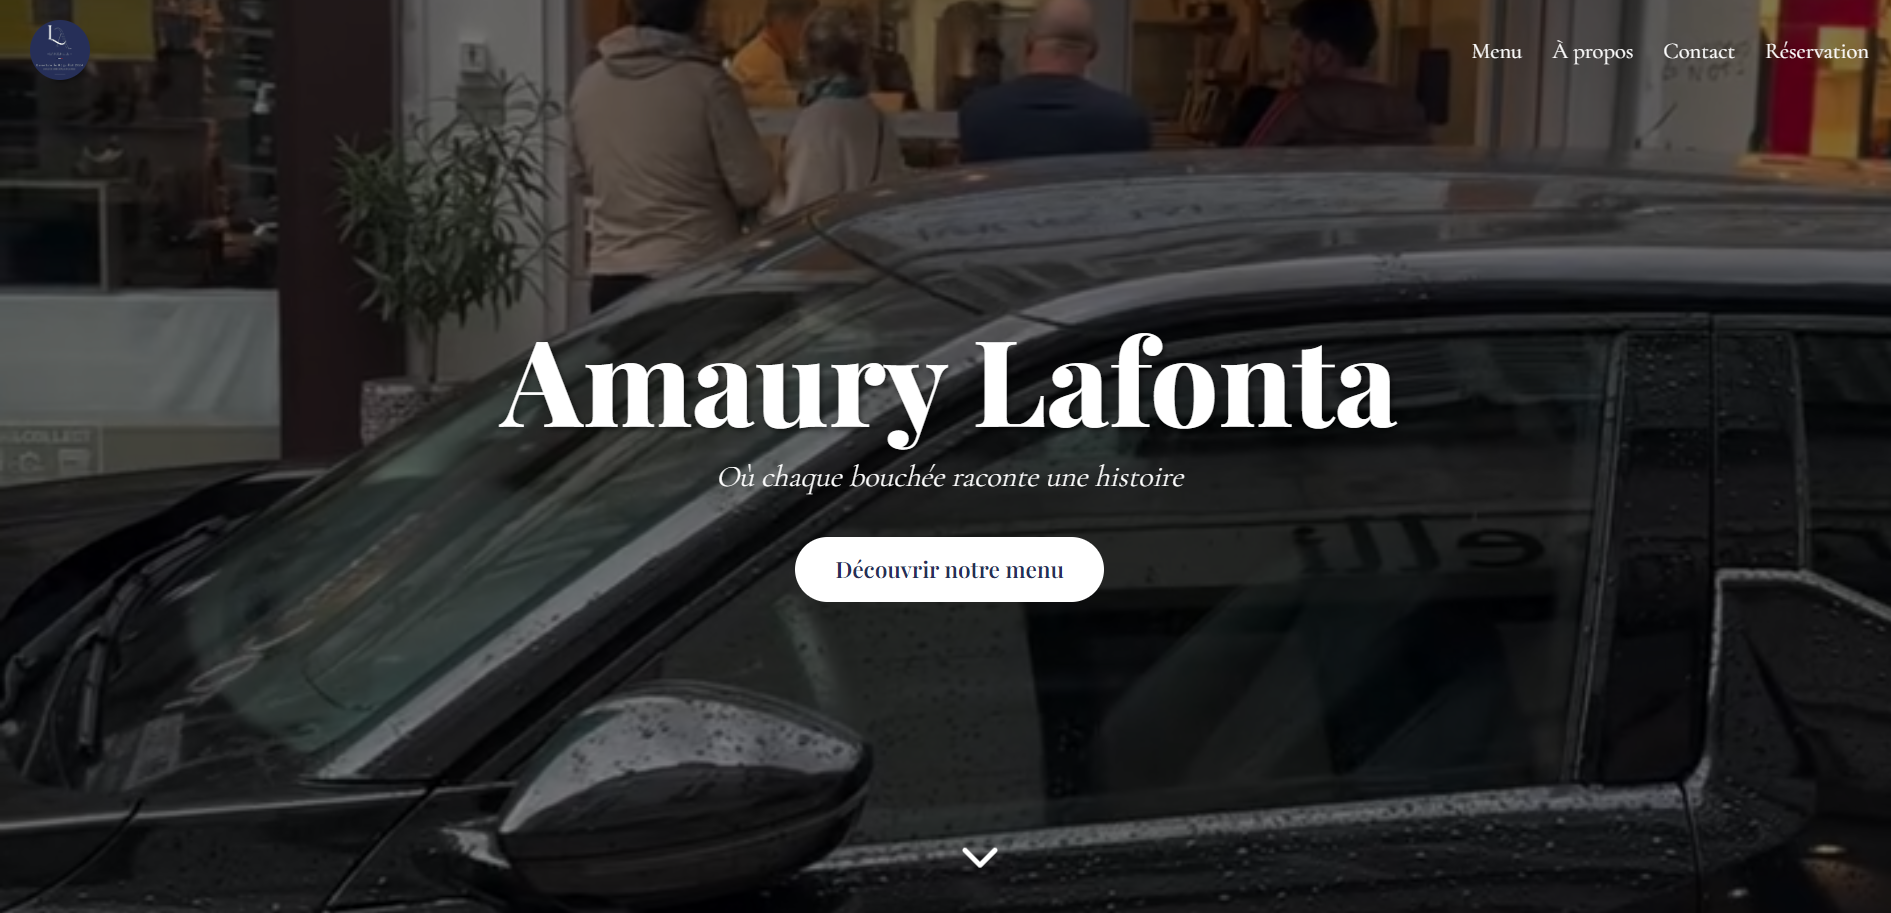 Menu À propos Contact Réservation
Amaury Lafonta
Où chaque bouchée raconte une histoire
Découvrir notre menu